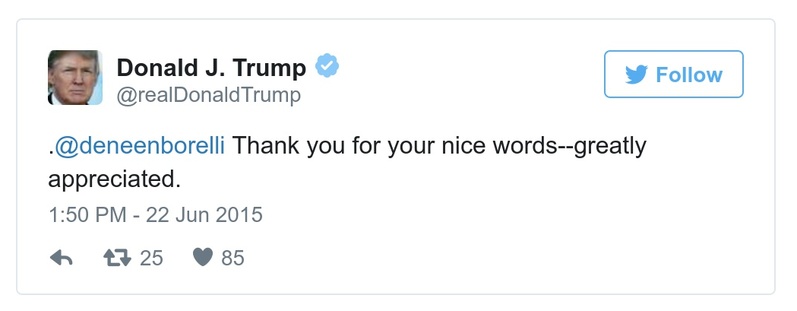 Donald J. Trump
@realDonaldTrump
Follow
.@deneenborelli Thank you for your nice words--greatly
appreciated.
1:50 PM - 22 Jun 2015
25 85